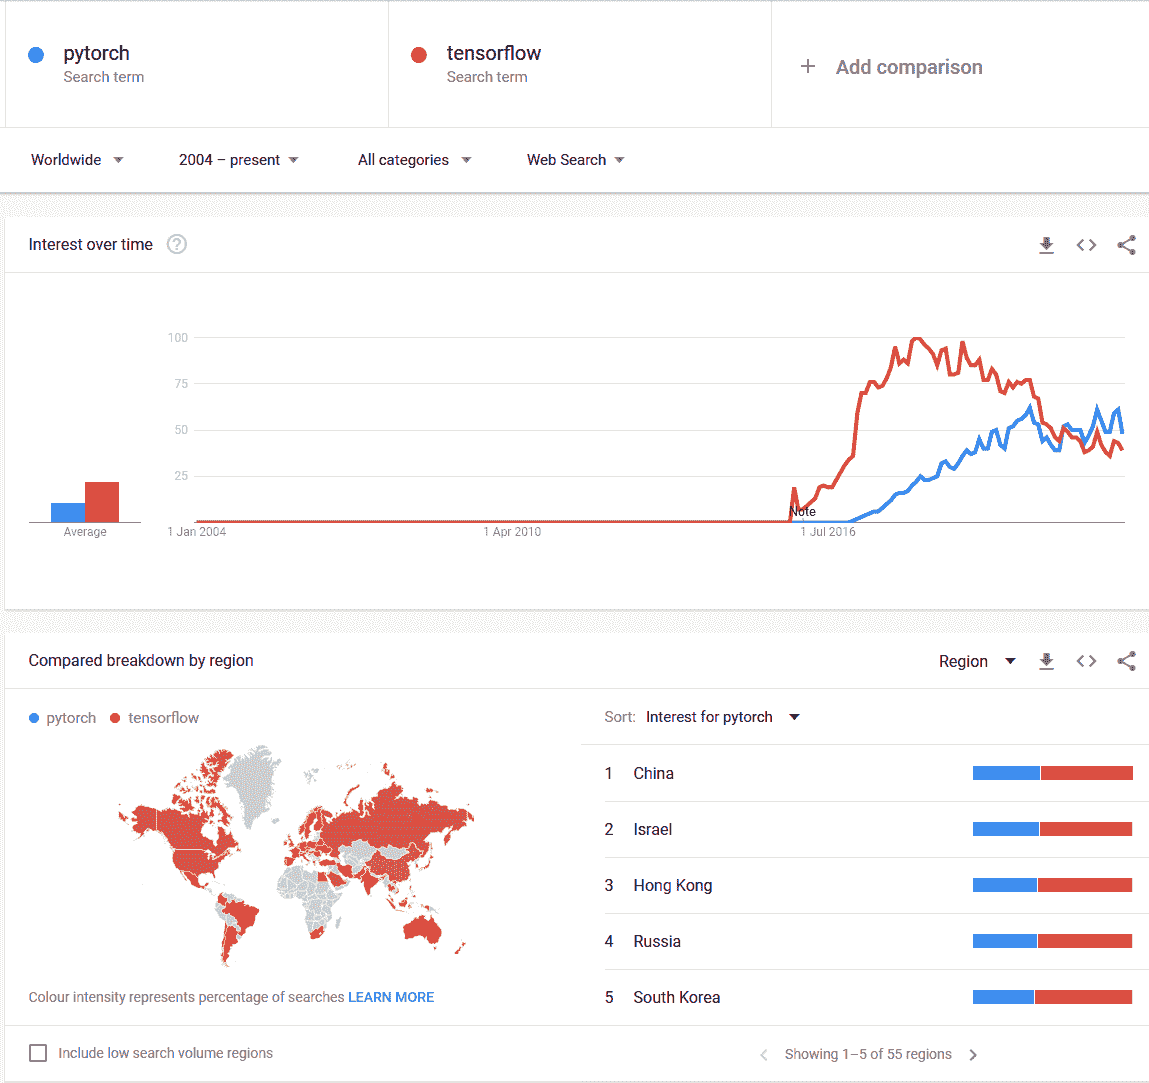 pytorch
Search term
tensorflow
Search term
+ Add comparison
Worldwide
2004 – present
All categories
Web Search
Interest over time
100
75
50
25
Average
Note
1 Jan 2004
1 Apr 2010
1 Jul 2016
Compared breakdown by region
Region
pytorch
tensorflow
Sort: Interest for pytorch
1 China
2 Israel
3 Hong Kong
4 Russia
5 South Korea
Colour intensity represents percentage of searches LEARN MORE
Include low search volume regions
Showing 1–5 of 55 regions